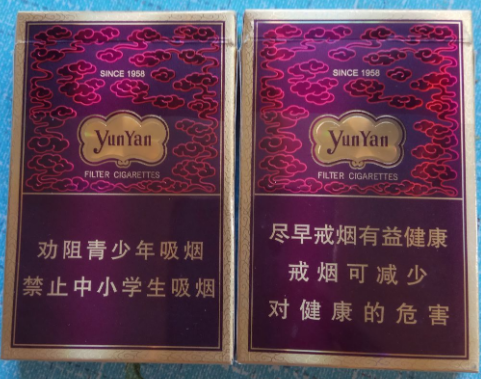 SINCE 1958
YunYan
FILTER CIGARETTES
劝阻青少年吸烟
禁止中小学生吸烟
SINCE 1958
YunYan
FILTER CIGARETTES
尽早戒烟有益健康
戒烟可减少
对健康的危害